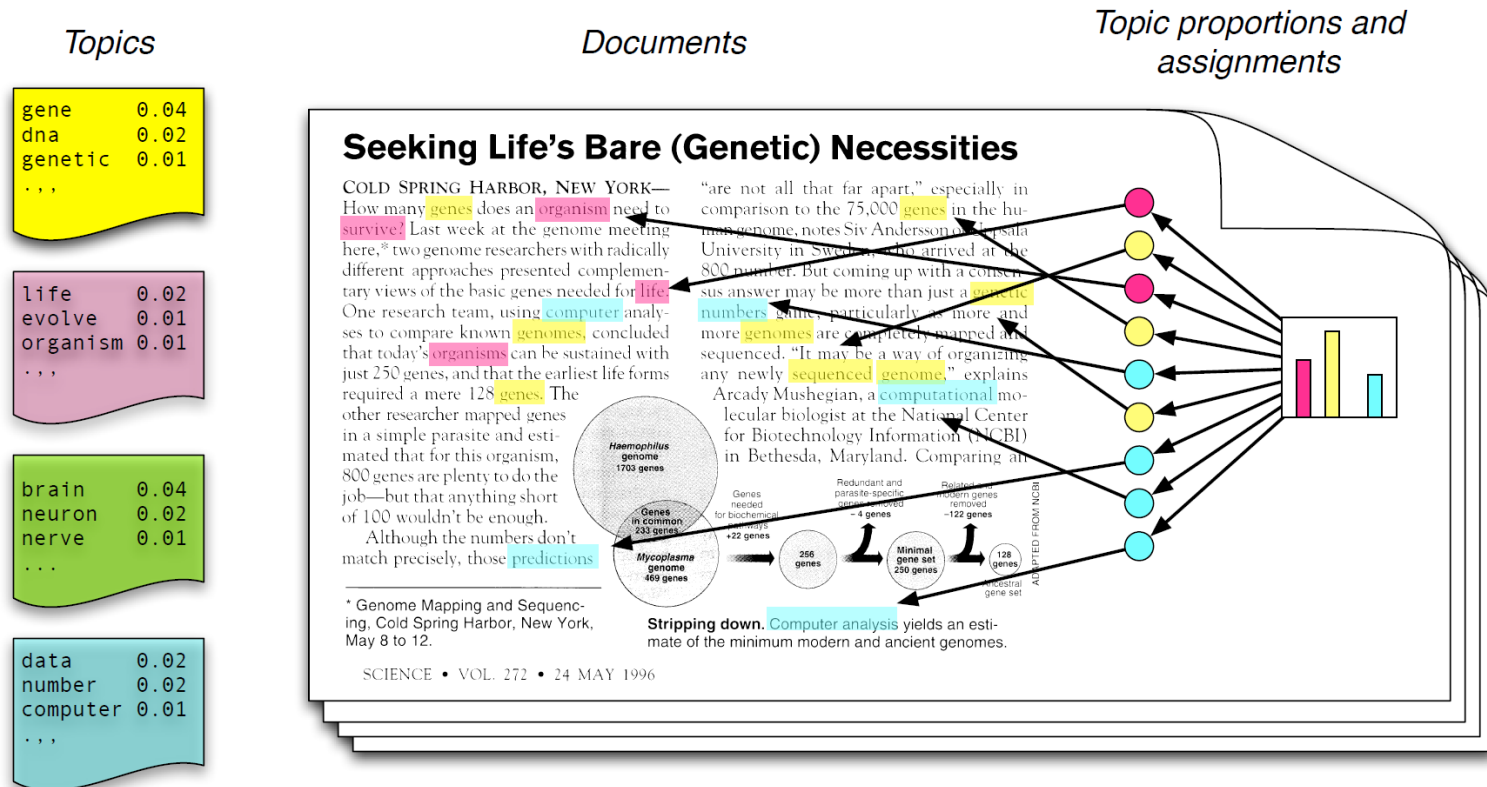 Topics
Documents
Topic proportions and
assignments
gene 0.04
dna 0.02
genetic 0.01
.,,
life 0.02
evolve 0.01
organism 0.01
.,,
brain 0.04
neuron 0.02
nerve 0.01
...
data 0.02
number 0.02
computer 0.01
.,,
Seeking Life's Bare (Genetic) Necessities
COLD SPRING HARBOR, NEW YORK—
How many genes does an organism need to
survive? Last week at the genome meeting
here,* two genome researchers with radically
different approaches presented complemen-
tary views of the basic genes needed for life.
One research team, using computer analy-
ses to compare known genomes, concluded
that today's organisms can be sustained with
just 250 genes, and that the earliest life forms
required a mere 128 genes. The
other researcher mapped genes
in a simple parasite and esti-
mated that for this organism,
800 genes are plenty to do the
job—but that anything short
of 100 wouldn't be enough.
Although the numbers don't
match precisely, those predictions
* Genome Mapping and Sequenc-
ing, Cold Spring Harbor, New York,
May 8 to 12.
"are not all that far apart," especially in
comparison to the 75,000 genes in the hu-
man genome, notes Siv Andersson of Uppsala
University in Sweden, who arrived at the
800 number. But coming up with a consen-
sus answer may be more than just a genetic
numbers game, particularly as more and
more genomes are completely mapped and
sequenced. "It may be a way of organizing
any newly sequenced genome," explains
Arcady Mushegian, a computational mo-
lecular biologist at the National Center
for Biotechnology Information (NCBI)
in Bethesda, Maryland. Comparing an
Haemophilus
genome
1703 genes
Genes
in common
233 genes
Mycoplasma
genome
469 genes
Genes
needed
for biochemical
pathways
+22 genes
256
genes
Redundant and
parasite-specific
genes removed
– 4 genes
Minimal
gene set
250 genes
Related and
modern genes
removed
–122 genes
128
genes
Ancestral
gene set
ADAPTED FROM NCBI
Stripping down. Computer analysis yields an esti-
mate of the minimum modern and ancient genomes.
SCIENCE • VOL. 272 • 24 MAY 1996